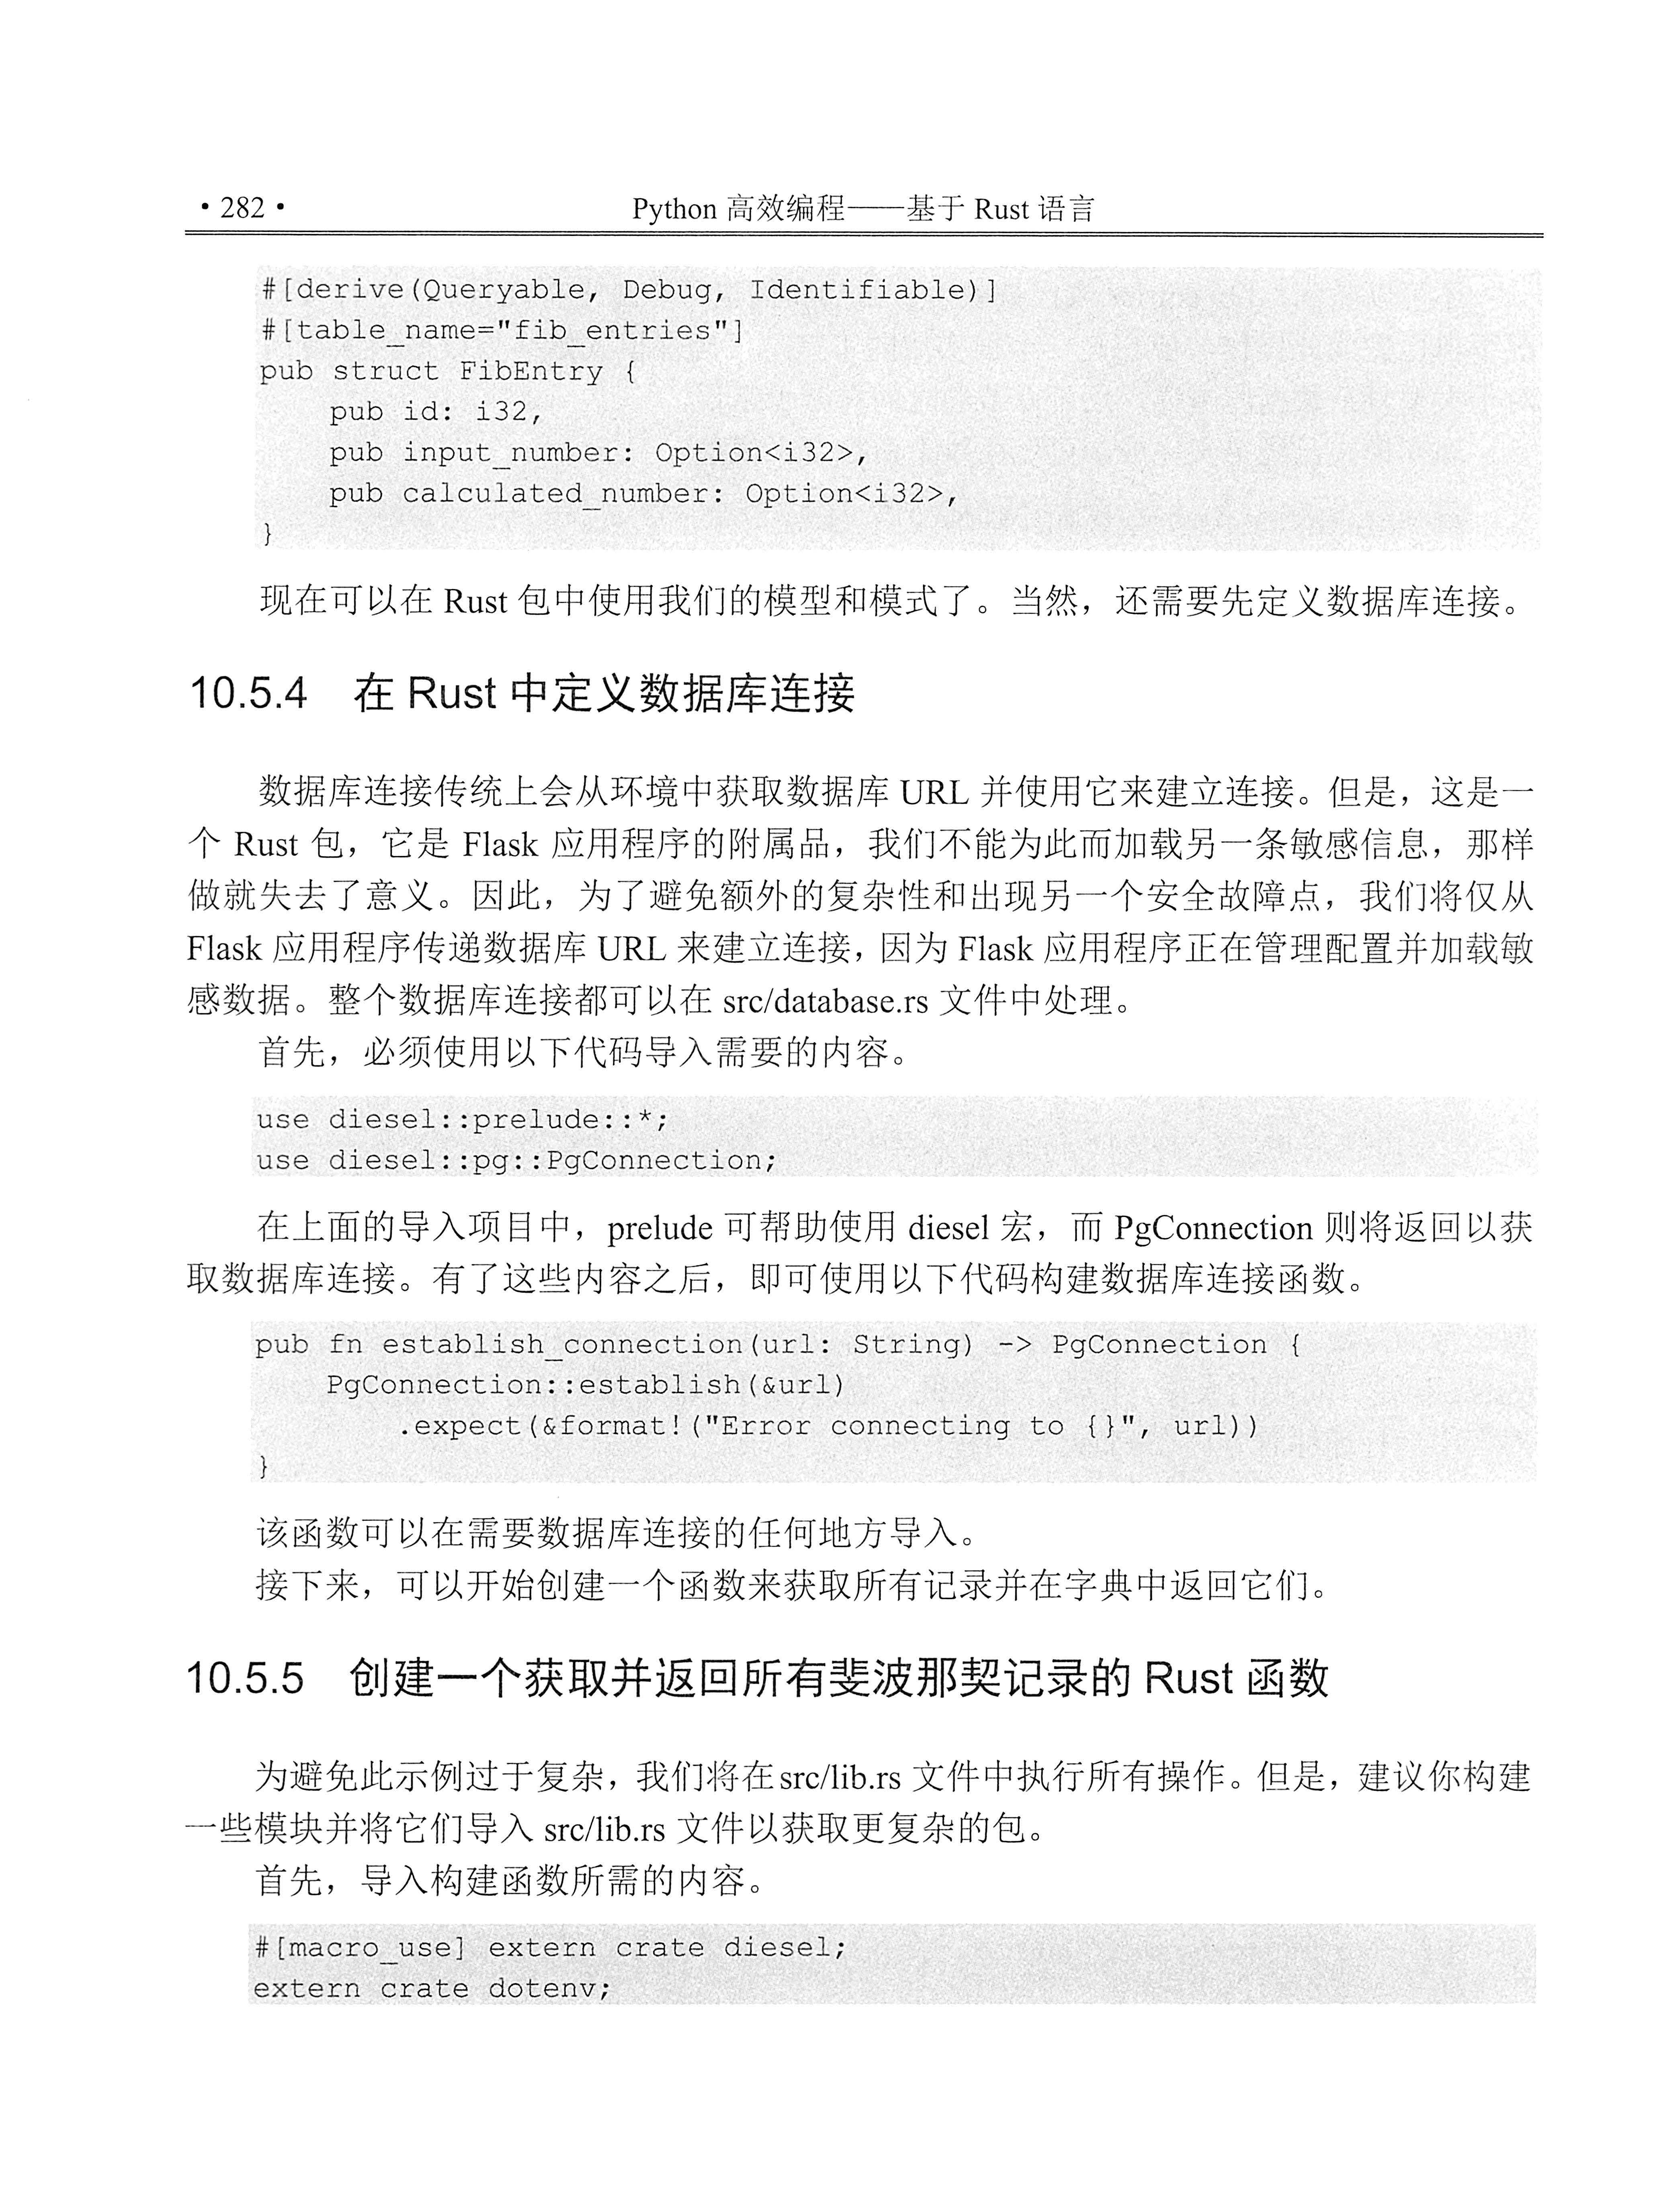 • 282 •
Python 高效编程——基于 Rust 语言
#[derive(Queryable, Debug, Identifiable)]
#[table_name="fib_entries"]
pub struct FibEntry {
    pub id: i32,
    pub input_number: Option<i32>,
    pub calculated_number: Option<i32>,
}
现在可以在 Rust 包中使用我们的模型和模式了。当然，还需要先定义数据库连接。
10.5.4 在 Rust 中定义数据库连接
数据库连接传统上会从环境中获取数据库 URL 并使用它来建立连接。但是，这是一
个 Rust 包，它是 Flask 应用程序的附属品，我们不能为此而加载另一条敏感信息，那样
做就失去了意义。因此，为了避免额外的复杂性和出现另一个安全故障点，我们将仅从
Flask 应用程序传递数据库 URL 来建立连接，因为 Flask 应用程序正在管理配置并加载敏
感数据。整个数据库连接都可以在 src/database.rs 文件中处理。
首先，必须使用以下代码导入需要的内容。
use diesel::prelude::*;
use diesel::pg::PgConnection;
在上面的导入项目中，prelude 可帮助使用 diesel 宏，而 PgConnection 则将返回以获
取数据库连接。有了这些内容之后，即可使用以下代码构建数据库连接函数。
pub fn establish_connection(url: String) -> PgConnection {
    PgConnection::establish(&url)
        .expect(&format!("Error connecting to {}", url))
}
该函数可以在需要数据库连接的任何地方导入。
接下来，可以开始创建一个函数来获取所有记录并在字典中返回它们。
10.5.5 创建一个获取并返回所有斐波那契记录的 Rust 函数
为避免此示例过于复杂，我们将在 src/lib.rs 文件中执行所有操作。但是，建议你构建
一些模块并将它们导入 src/lib.rs 文件以获取更复杂的包。
首先，导入构建函数所需的内容。
#[macro_use] extern crate diesel;
extern crate dotenv;